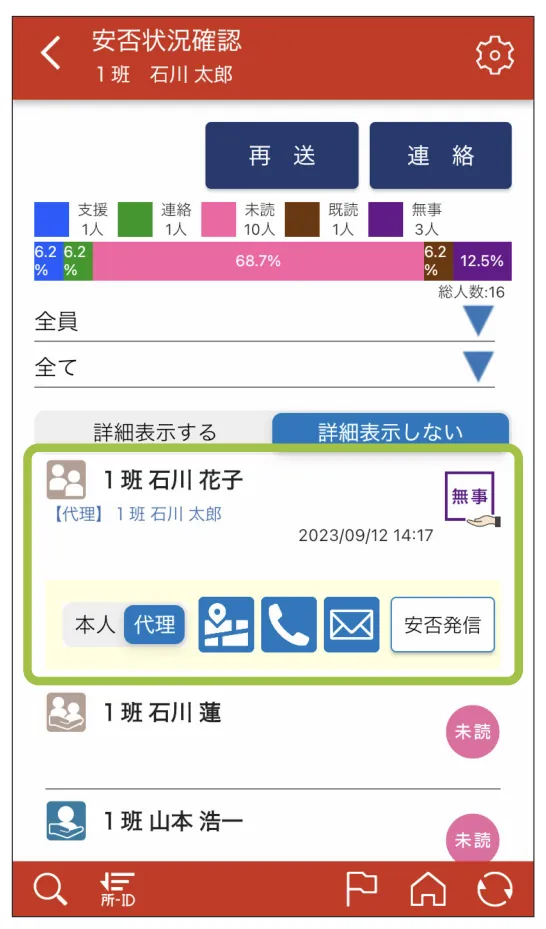 安否状況確認
1班 石川 太郎
再 送
連 絡
支援
1人
連絡
1人
未読
10人
既読
1人
無事
3人
6.2
%
6.2
%
68.7%
6.2
%
12.5%
総人数:16
全員
全て
詳細表示する
詳細表示しない
1班 石川 花子
無事
【代理】 1班 石川 太郎
2023/09/12 14:17
本人
代理
安否発信
1班 石川 蓮
未読
1班 山本 浩一
未読
所-ID